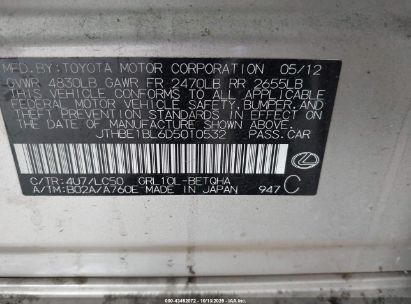 MFD.BY:TOYOTA MOTOR CORPORATION 05/12
GVWR 4830LB GAWR FR 2470LB RR 2655LB
THIS VEHICLE CONFORMS TO ALL APPLICABLE
FEDERAL MOTOR VEHICLE SAFETY, BUMPER, AND
THEFT PREVENTION STANDARDS IN EFFECT ON
THE DATE OF MANUFACTURE SHOWN ABOVE.
JTHBE1BL6D5010532 PASS.CAR
C/TR:4U7/LC50 GRL10L-BETQHA
A/TM:B02A/A760E MADE IN JAPAN 947 C